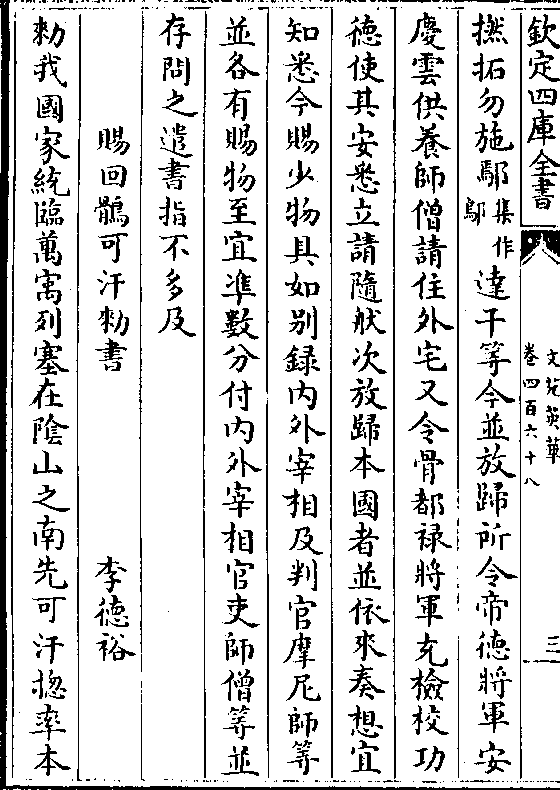 欽定四庫全書
文苑英華
卷四百六十八
三
撫拓勿施鄢集作鄔達干等今並放歸所令帝德將軍安
慶雲供養師僧請住外宅又令骨都禄將軍充檢校功
德使其安悉立請隨般次放歸本國者並依來奏想宜
知悉今賜少物具如别録内外宰相及判官摩尼師等
並各有賜物至宜准數分付内外宰相官吏師僧等並
存問之遣書指不多及
賜回鶻可汗勑書 李德裕
勑我國家統臨萬㝢列塞在隂山之南先可汗揔率本